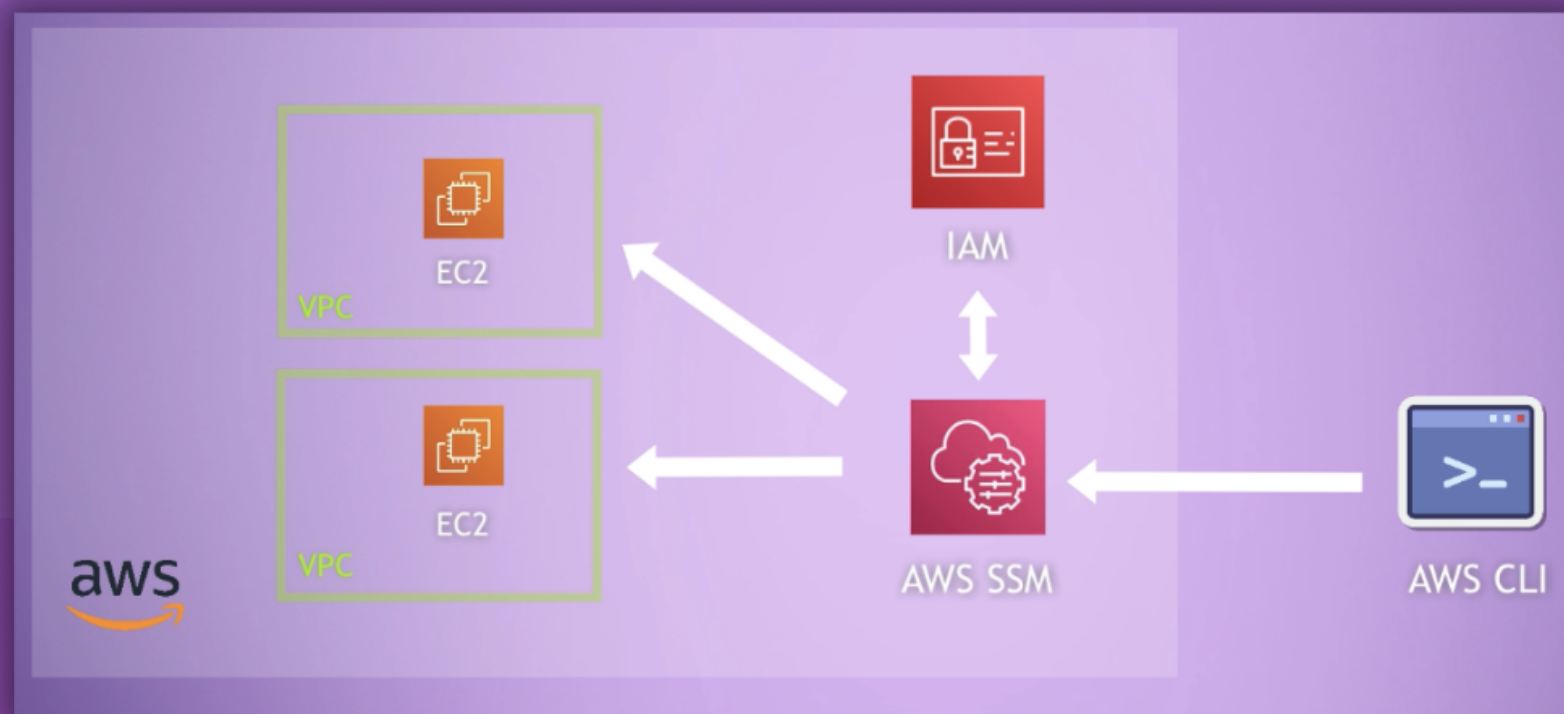 IAM
EC2
VPC
EC2
VPC
aws
AWS SSM
>_
AWS CLI